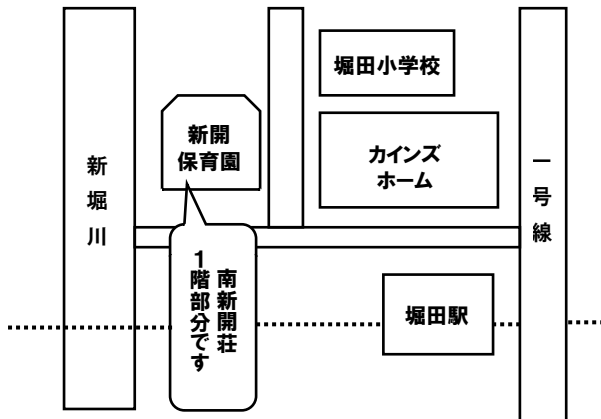 堀田小学校
新開
保育園
カインズ
ホーム
新堀川
一号線
南新開荘
1階部分です
堀田駅